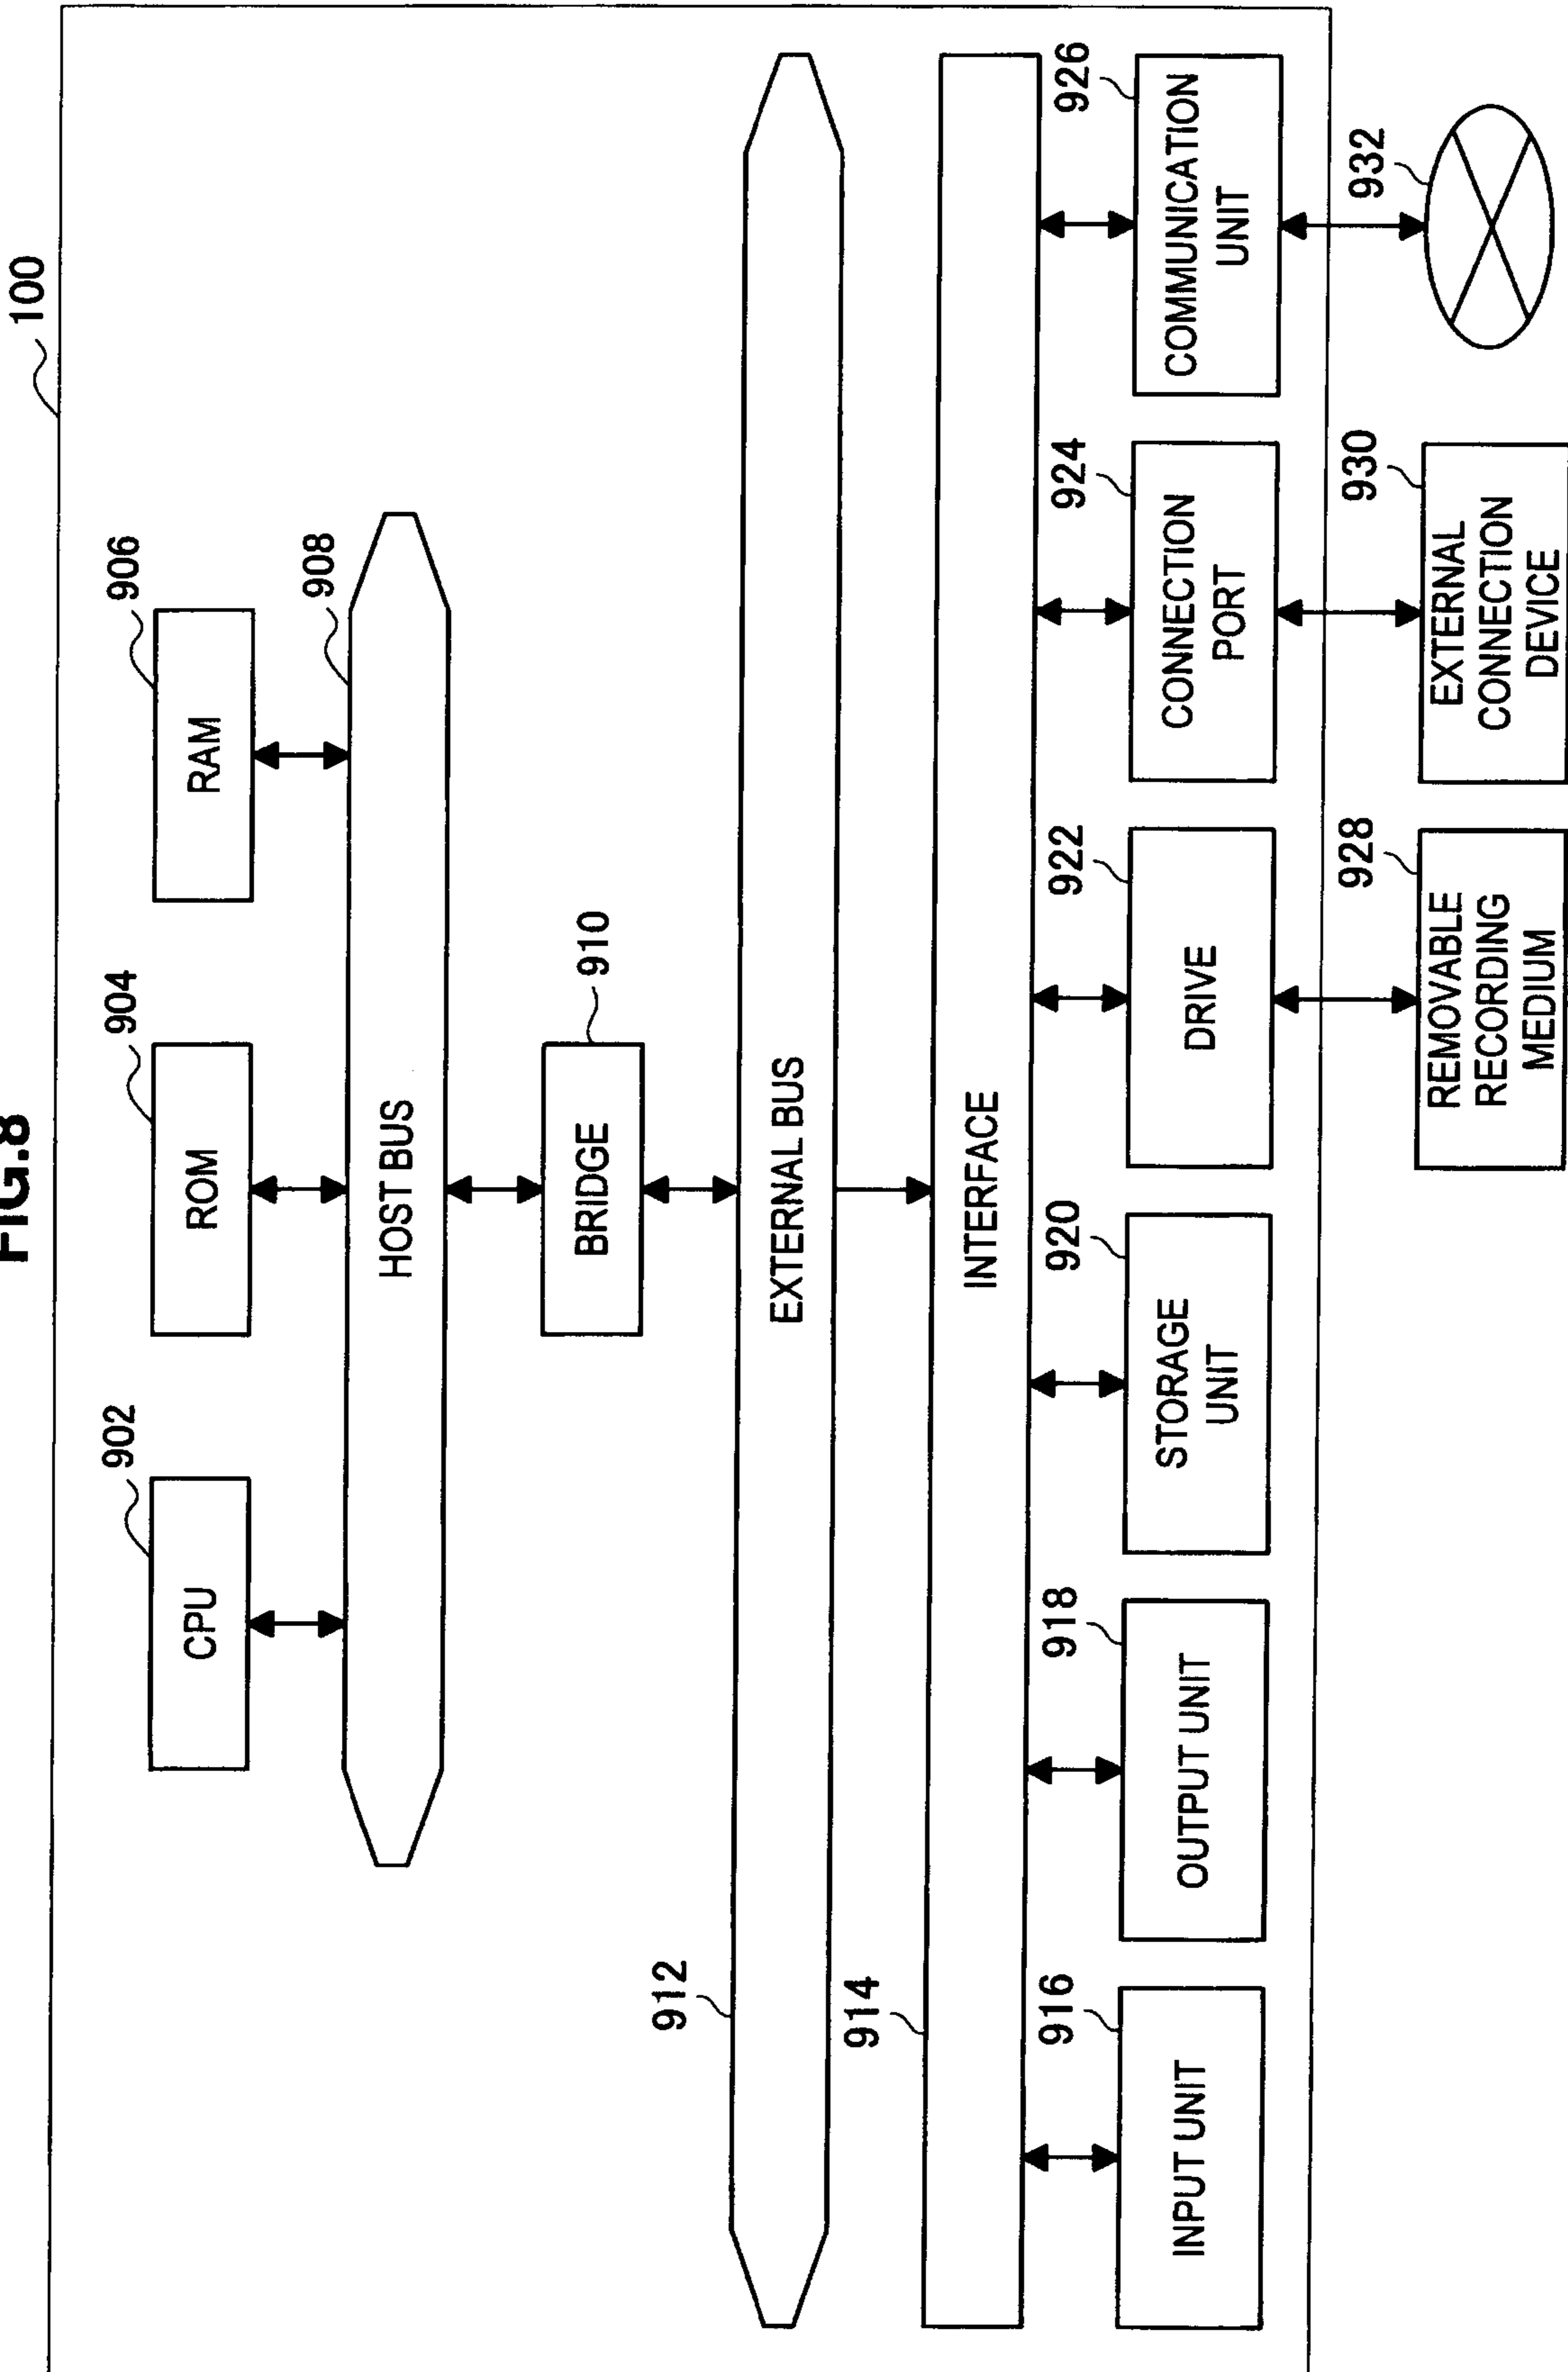 FIG.8
100
902
904
906
CPU
ROM
RAM
908
HOST BUS
910
BRIDGE
912
EXTERNAL BUS
914
INTERFACE
916
918
920
922
924
926
INPUT UNIT
OUTPUT UNIT
STORAGE
UNIT
DRIVE
CONNECTION
PORT
COMMUNICATION
UNIT
928
930
932
REMOVABLE
RECORDING
MEDIUM
EXTERNAL
CONNECTION
DEVICE